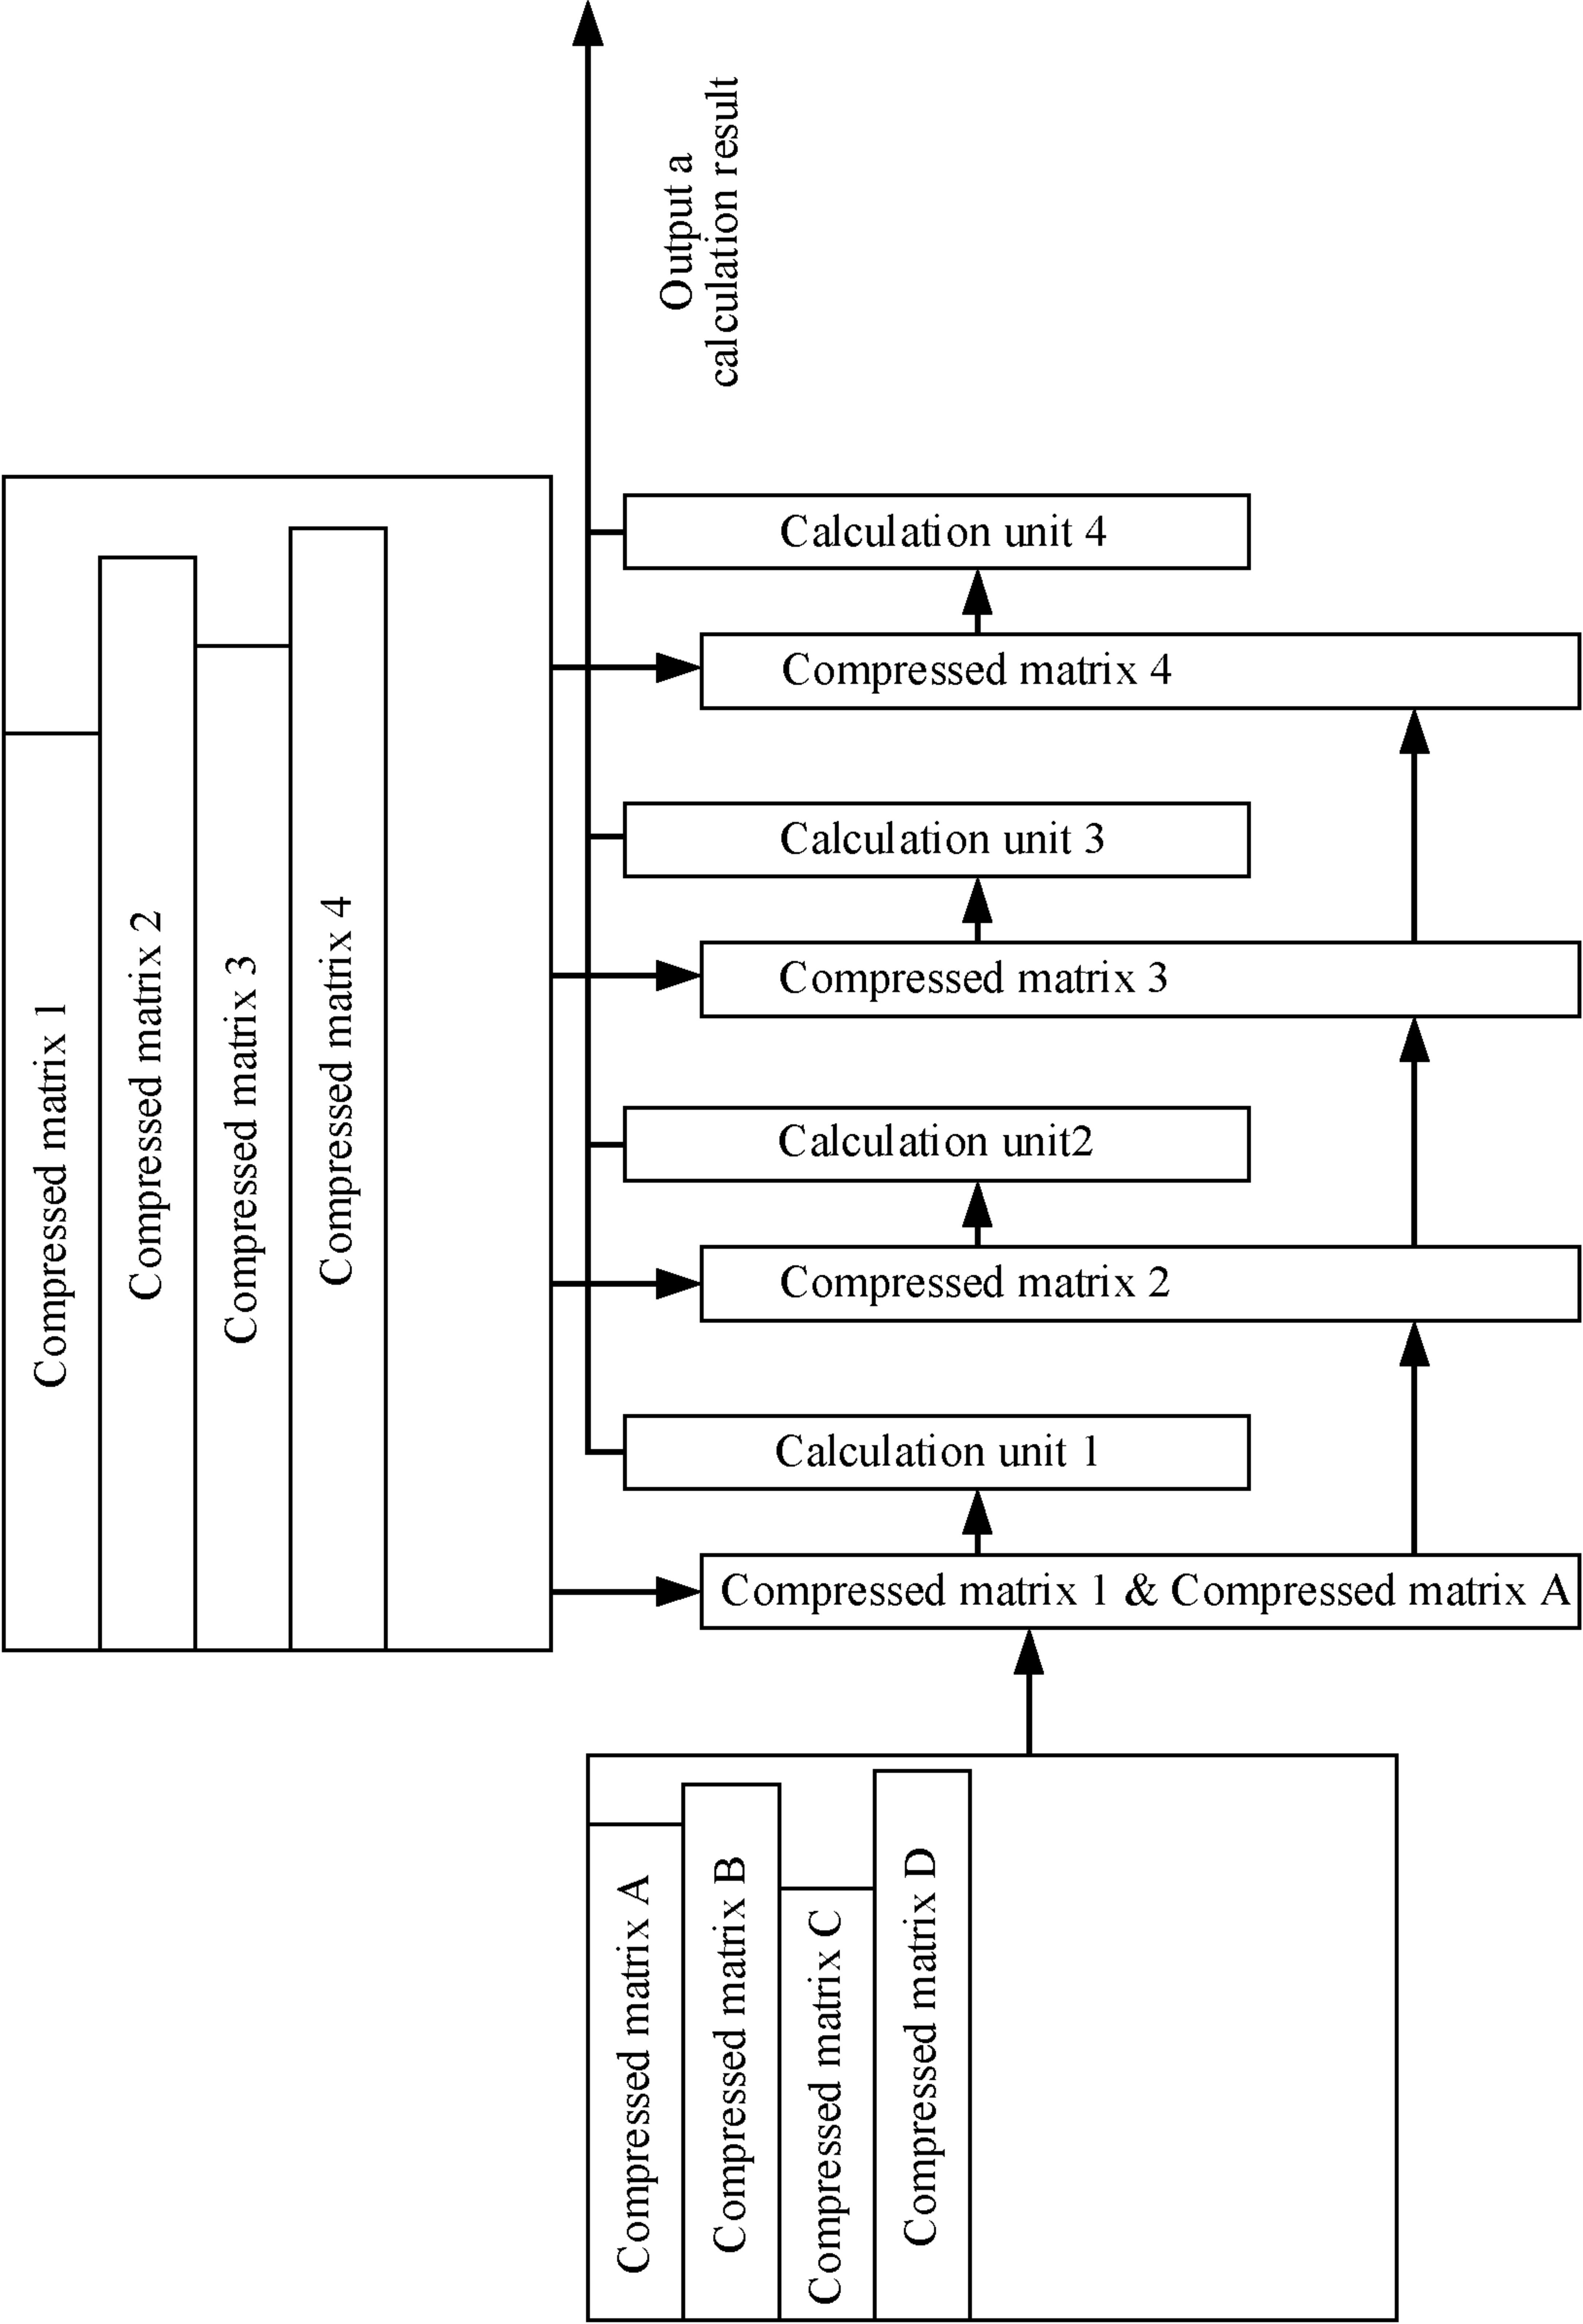 Output a
calculation result
Compressed matrix 1
Compressed matrix 2
Compressed matrix 3
Compressed matrix 4
Calculation unit 4
Compressed matrix 4
Calculation unit 3
Compressed matrix 3
Calculation unit2
Compressed matrix 2
Calculation unit 1
Compressed matrix 1 & Compressed matrix A
Compressed matrix A
Compressed matrix B
Compressed matrix C
Compressed matrix D